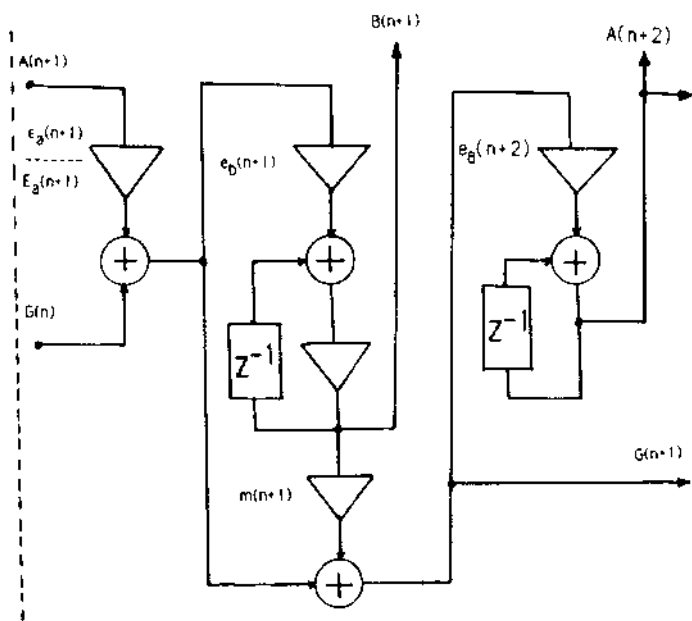 B(n+1)
A(n+2)
A(n+1)
ε_a(n+1)
E_a(n+1)
e_b(n+1)
e_a(n+2)
+
+
+
G(n)
Z⁻¹
Z⁻¹
G(n+1)
m(n+1)
+